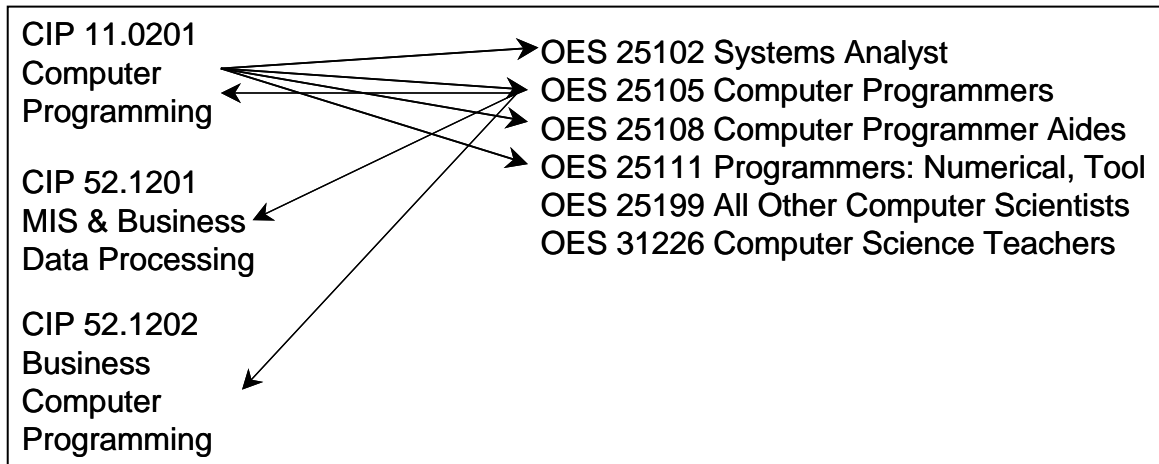 CIP 11.0201
Computer
Programming
CIP 52.1201
MIS & Business
Data Processing
CIP 52.1202
Business
Computer
Programming
OES 25102 Systems Analyst
OES 25105 Computer Programmers
OES 25108 Computer Programmer Aides
OES 25111 Programmers: Numerical, Tool
OES 25199 All Other Computer Scientists
OES 31226 Computer Science Teachers